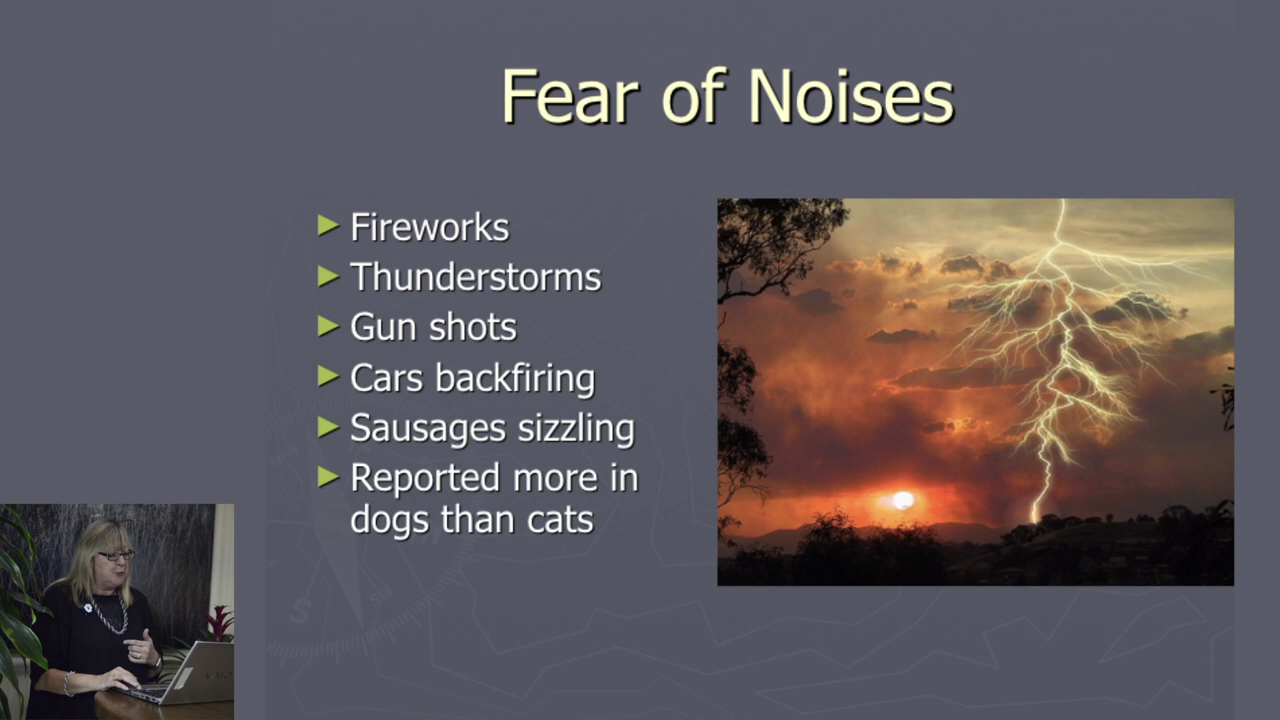 Fear of Noises
Fireworks
Thunderstorms
Gun shots
Cars backfiring
Sausages sizzling
Reported more in
dogs than cats